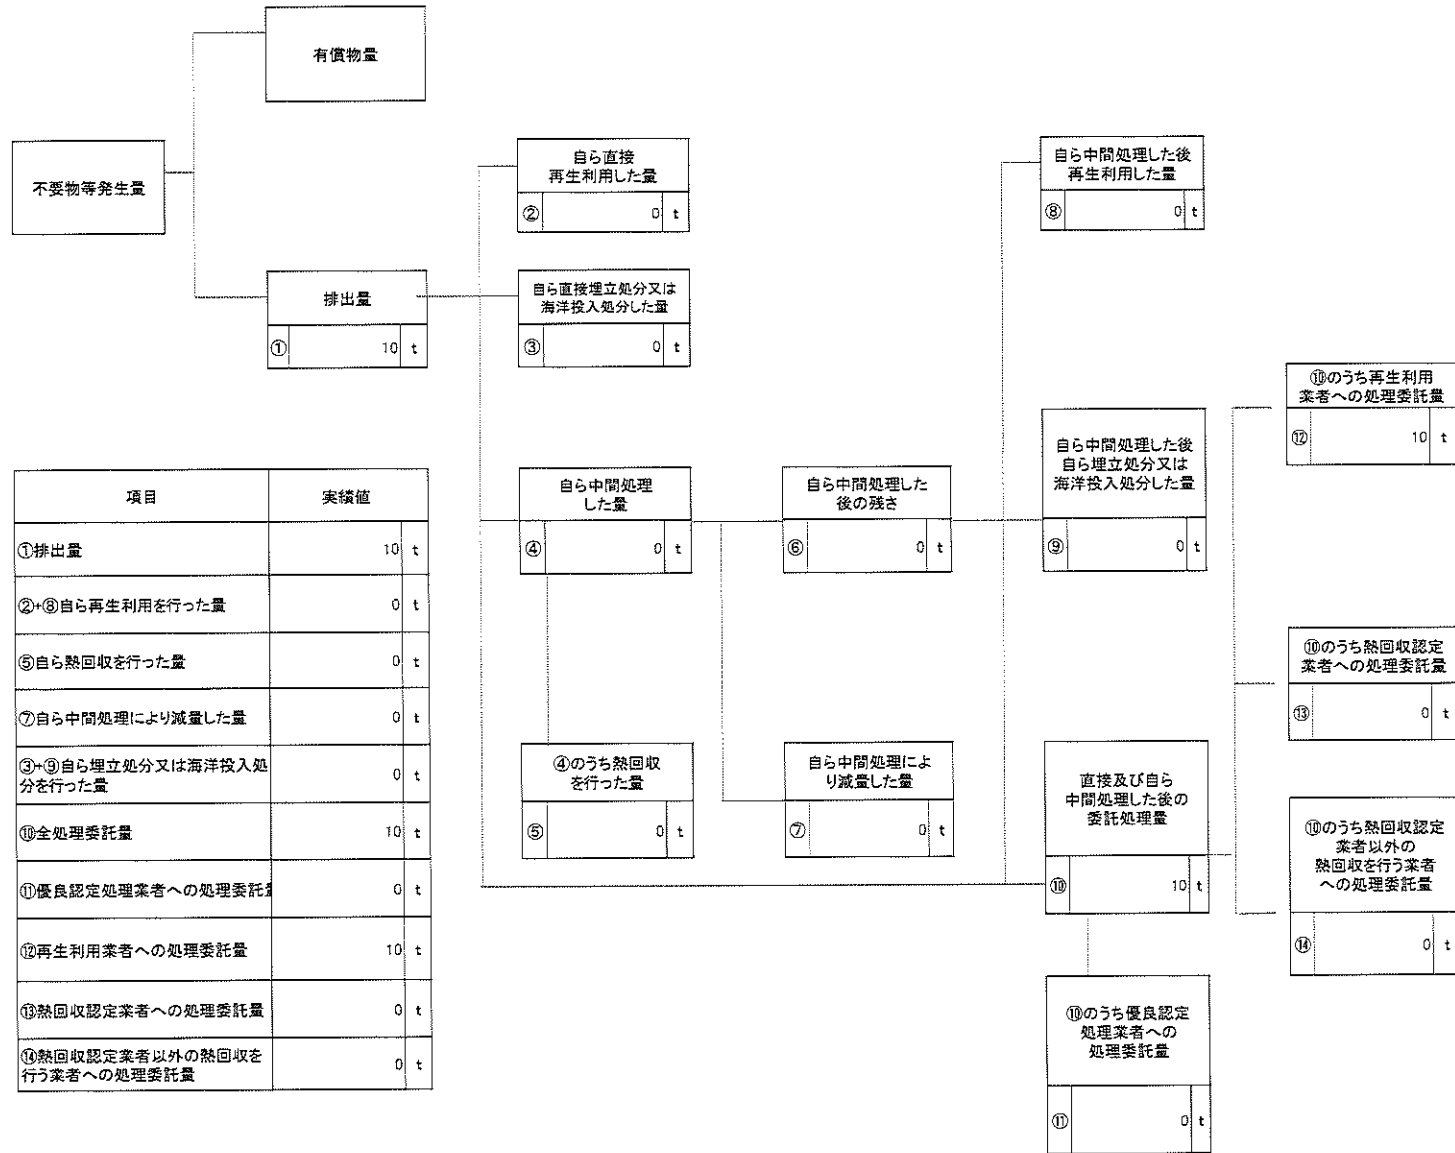 有償物量
不要物等発生量
排出量
① 10 t
自ら直接
再生利用した量
② 0 t
自ら直接埋立処分又は
海洋投入処分した量
③ 0 t
自ら中間処理
した量
④ 0 t
④のうち熱回収
を行った量
⑤ 0 t
自ら中間処理した
後の残さ
⑥ 0 t
自ら中間処理によ
り減量した量
⑦ 0 t
自ら中間処理した後
再生利用した量
⑧ 0 t
自ら中間処理した後
自ら埋立処分又は
海洋投入処分した量
⑨ 0 t
直接及び自ら
中間処理した後の
委託処理量
⑩ 10 t
⑩のうち優良認定
処理業者への
処理委託量
⑪ 0 t
⑩のうち再生利用
業者への処理委託量
⑫ 10 t
⑩のうち熱回収認定
業者への処理委託量
⑬ 0 t
⑩のうち熱回収認定
業者以外の
熱回収を行う業者
への処理委託量
⑭ 0 t
項目 実績値
①排出量 10 t
②+⑧自ら再生利用を行った量 0 t
⑤自ら熱回収を行った量 0 t
⑦自ら中間処理により減量した量 0 t
③+⑨自ら埋立処分又は海洋投入処
分を行った量 0 t
⑩全処理委託量 10 t
⑪優良認定処理業者への処理委託量 0 t
⑫再生利用業者への処理委託量 10 t
⑬熱回収認定業者への処理委託量 0 t
⑭熱回収認定業者以外の熱回収を
行う業者への処理委託量 0 t